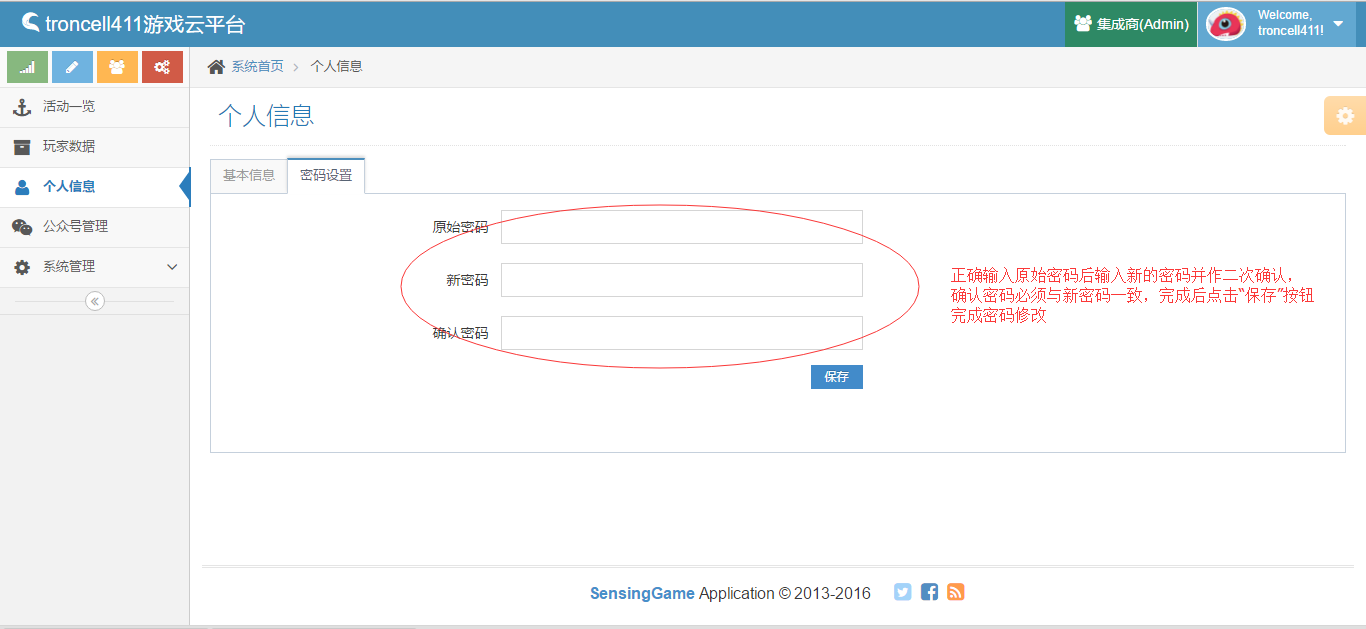 troncell411游戏云平台
集成商(Admin)
Welcome,
troncell411!
系统首页
个人信息
活动一览
玩家数据
个人信息
公众号管理
系统管理
个人信息
基本信息
密码设置
原始密码
新密码
确认密码
保存
正确输入原始密码后输入新的密码并作二次确认，
确认密码必须与新密码一致，完成后点击“保存”按钮
完成密码修改
SensingGame Application © 2013-2016